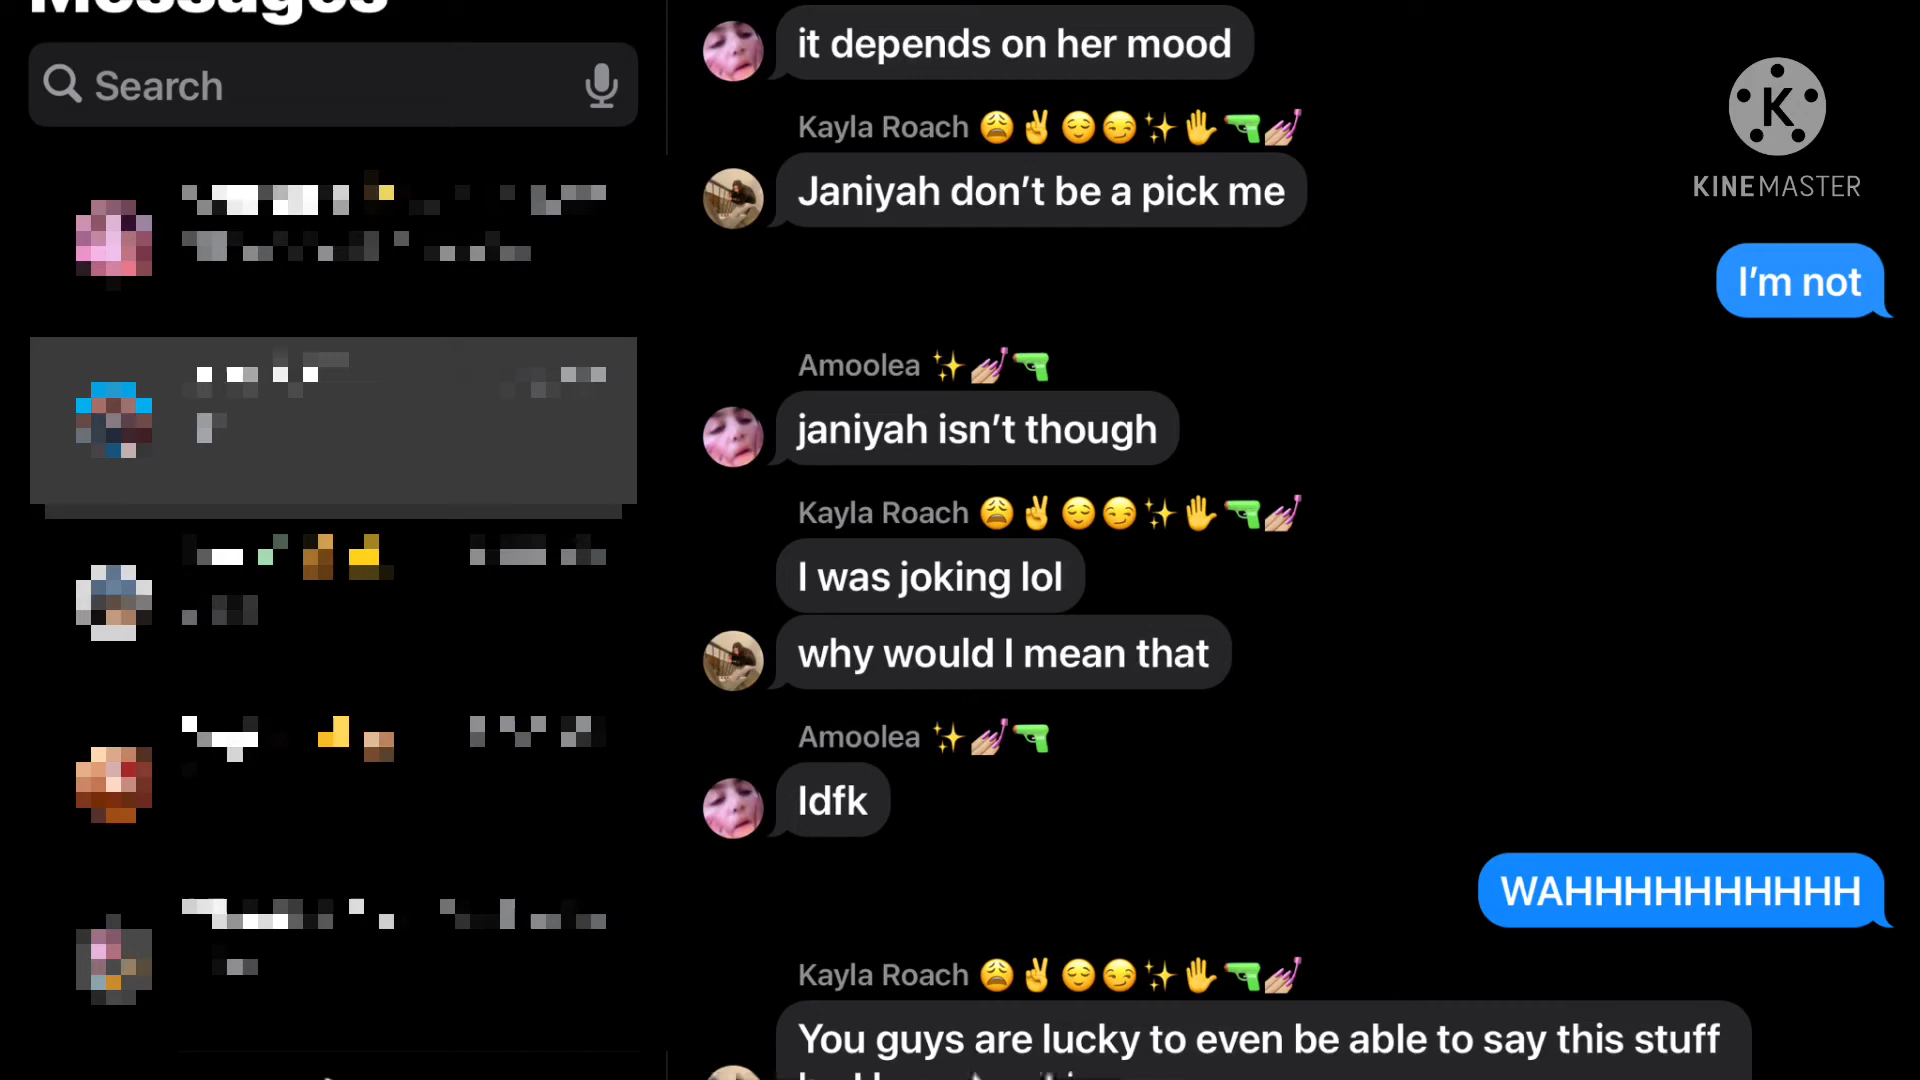 Messages
Search
it depends on her mood
Kayla Roach 😩✌️😌😏✨✋🔫💅
Janiyah don't be a pick me
I'm not
Amoolea ✨💅🔫
janiyah isn't though
Kayla Roach 😩✌️😌😏✨✋🔫💅
I was joking lol
why would I mean that
Amoolea ✨💅🔫
Idfk
WAHHHHHHHHHH
Kayla Roach 😩✌️😌😏✨✋🔫💅
You guys are lucky to even be able to say this stuff
K
KINEMASTER